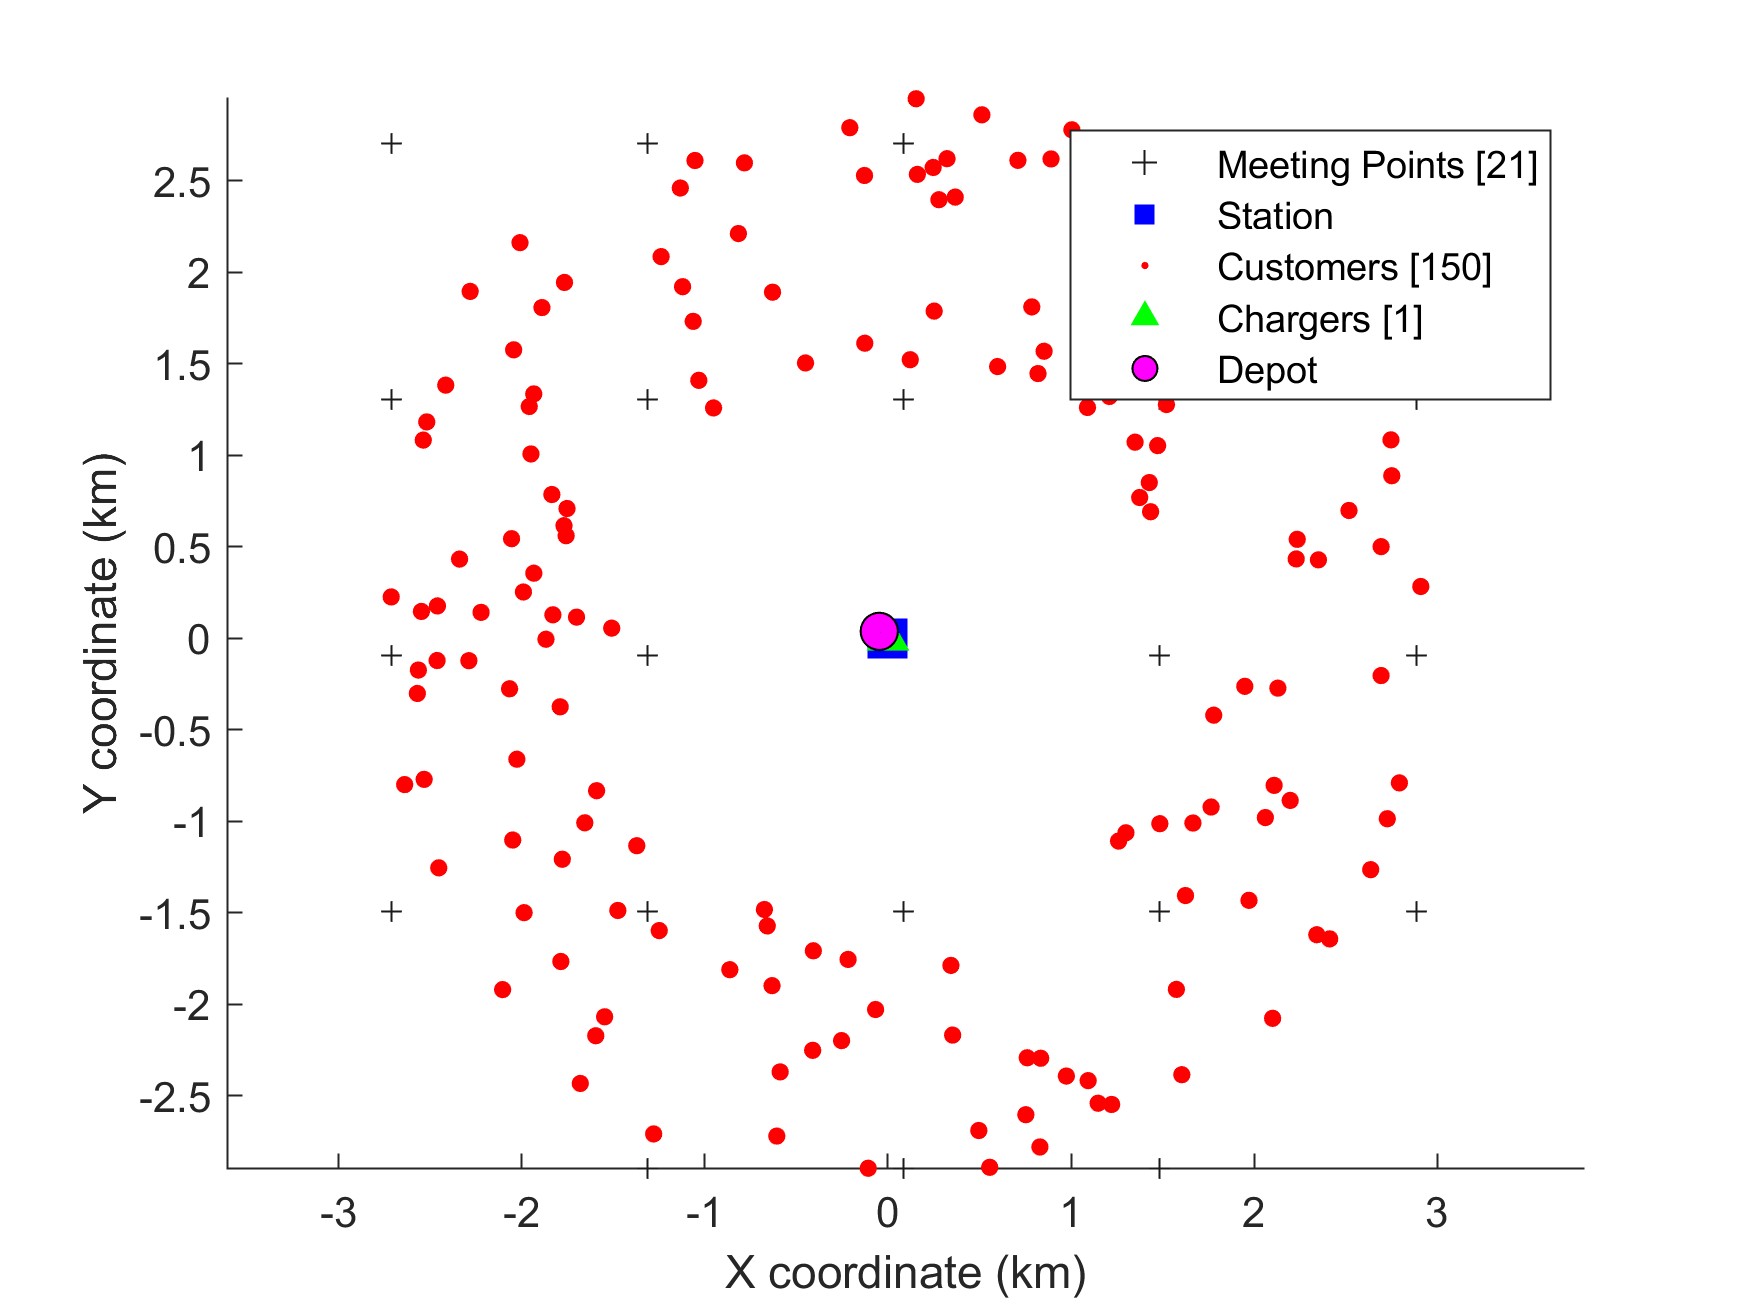 Meeting Points [21]
Station
Customers [150]
Chargers [1]
Depot
2.5
2
1.5
1
0.5
0
-0.5
-1
-1.5
-2
-2.5
Y coordinate (km)
-3 -2 -1 0 1 2 3
X coordinate (km)